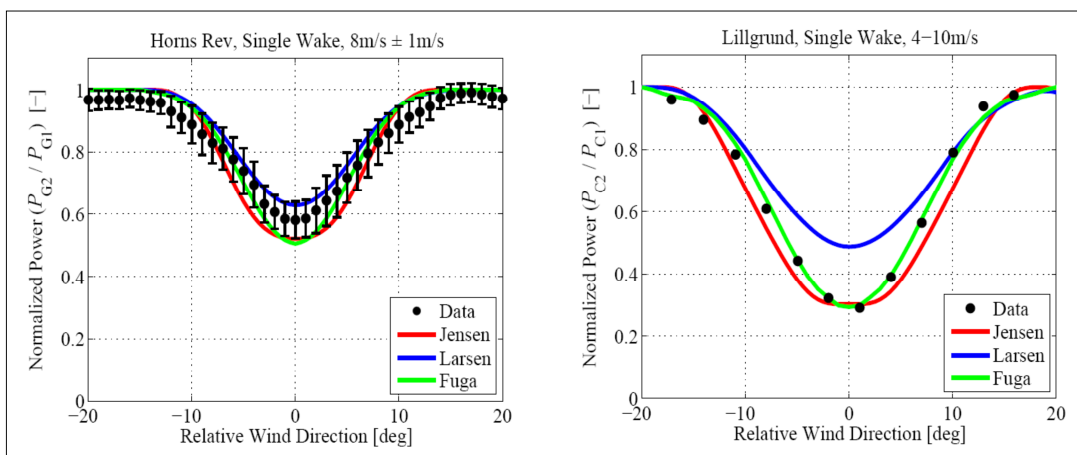 Horns Rev, Single Wake, 8m/s ± 1m/s
Normalized Power (P_G2 / P_G1) [−]
1
0.8
0.6
0.4
0.2
0
−20
−10
0
10
20
Relative Wind Direction [deg]
Data
Jensen
Larsen
Fuga
Lillgrund, Single Wake, 4−10m/s
Normalized Power (P_C2 / P_C1) [−]
1
0.8
0.6
0.4
0.2
0
−20
−10
0
10
20
Relative Wind Direction [deg]
Data
Jensen
Larsen
Fuga